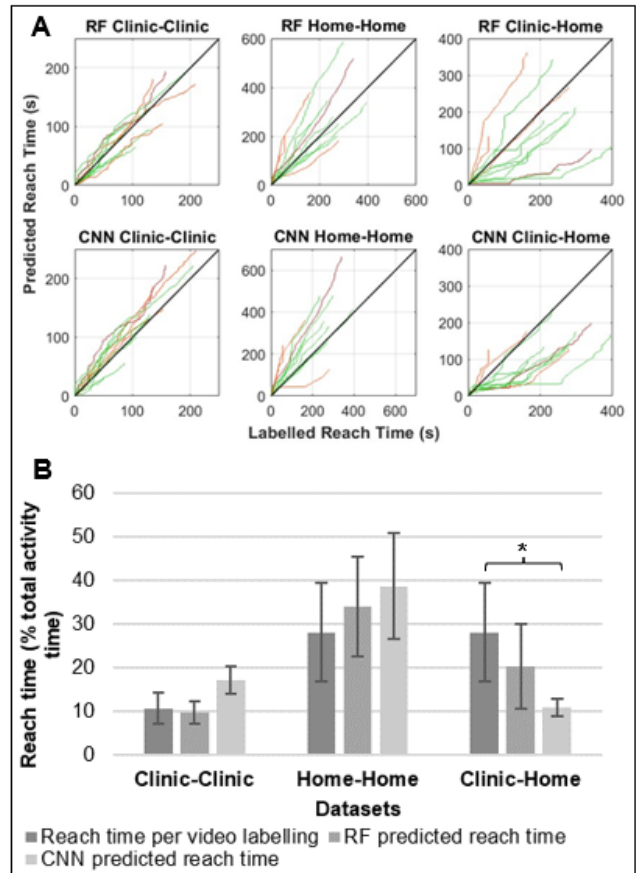 A
RF Clinic-Clinic RF Home-Home RF Clinic-Home
200
100
0
0 100 200
600
400
200
0
0 200 400 600
400
300
200
100
0
0 200 400
Predicted Reach Time (s)
CNN Clinic-Clinic CNN Home-Home CNN Clinic-Home
200
100
0
0 100 200
600
400
200
0
0 200 400 600
400
300
200
100
0
0 200 400
Labelled Reach Time (s)
B
Reach time (% total activity
time)
60
50
40
30
20
10
0
*
Clinic-Clinic Home-Home Clinic-Home
Datasets
Reach time per video labelling RF predicted reach time
CNN predicted reach time